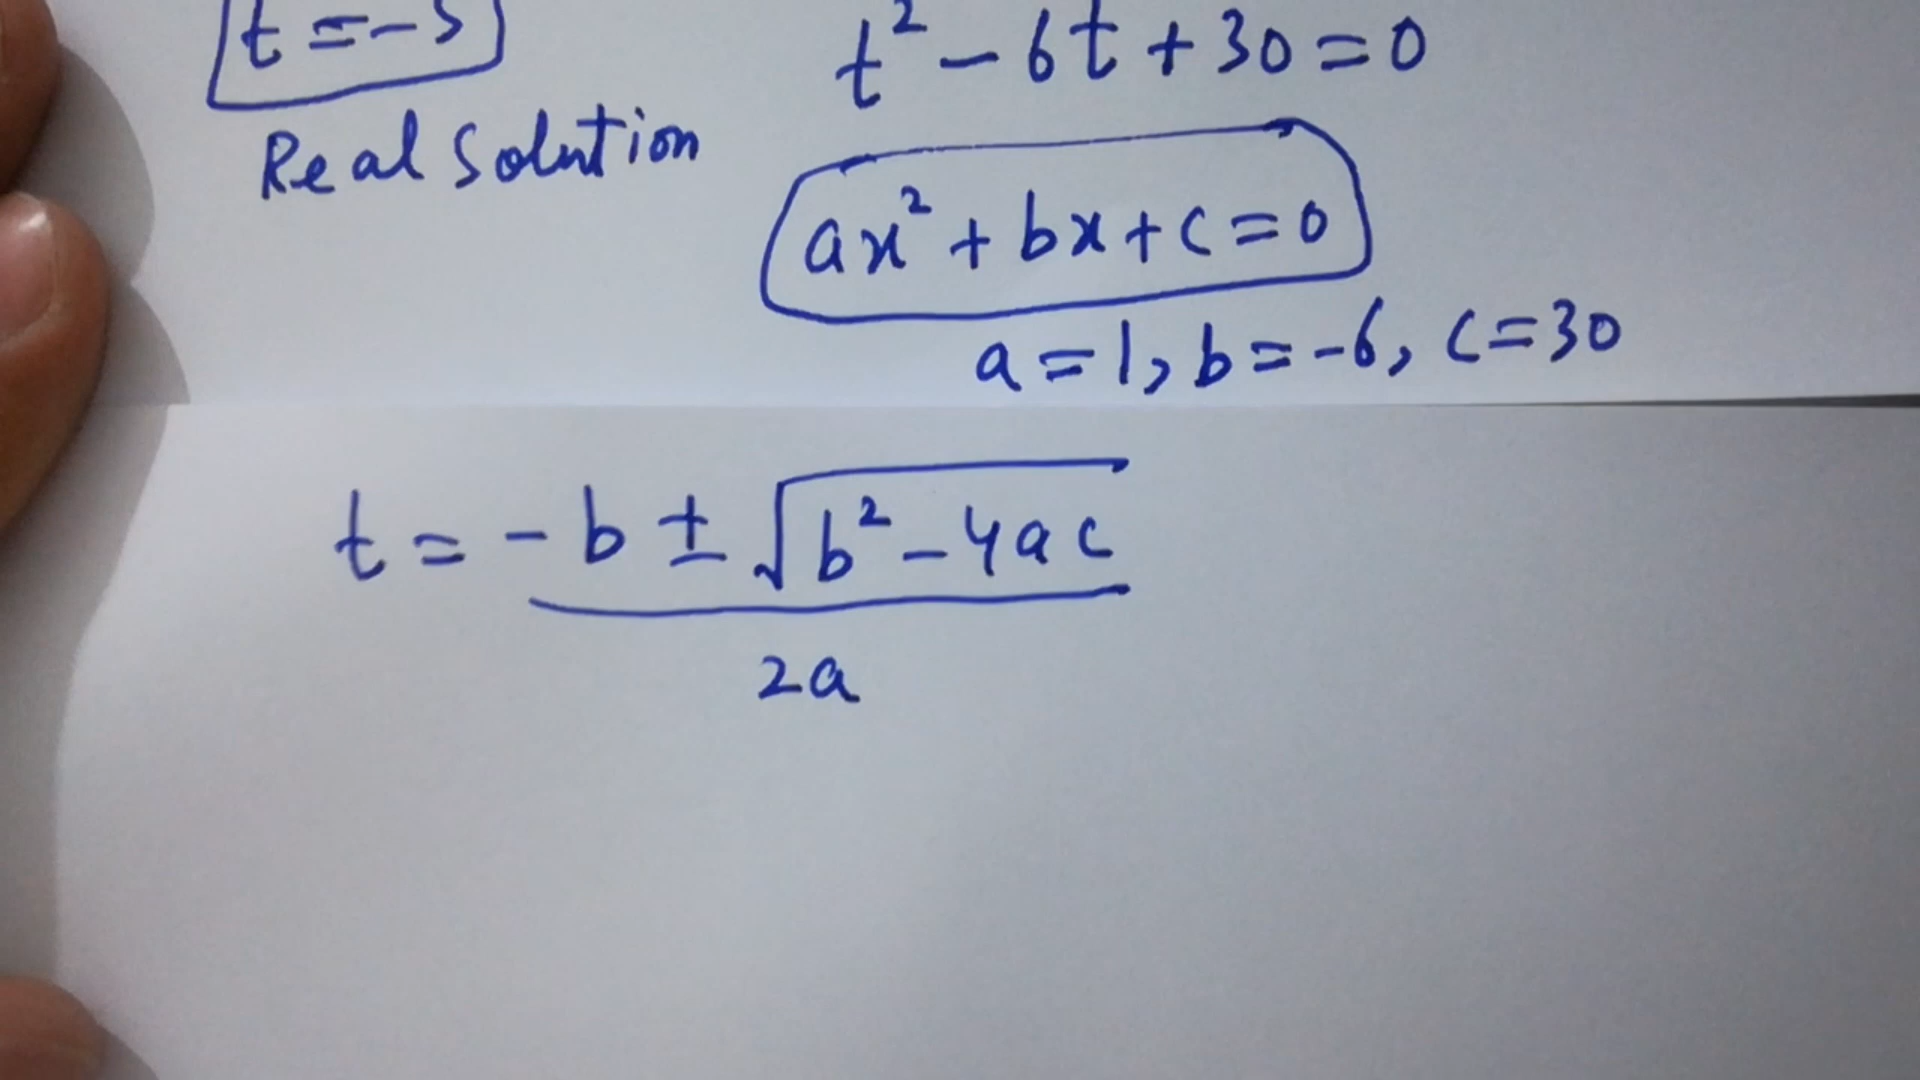 t = -5
Real Solution
t² - 6t + 30 = 0
ax² + bx + c = 0
a = 1, b = -6, c = 30
t = -b ± √(b² - 4ac) / 2a